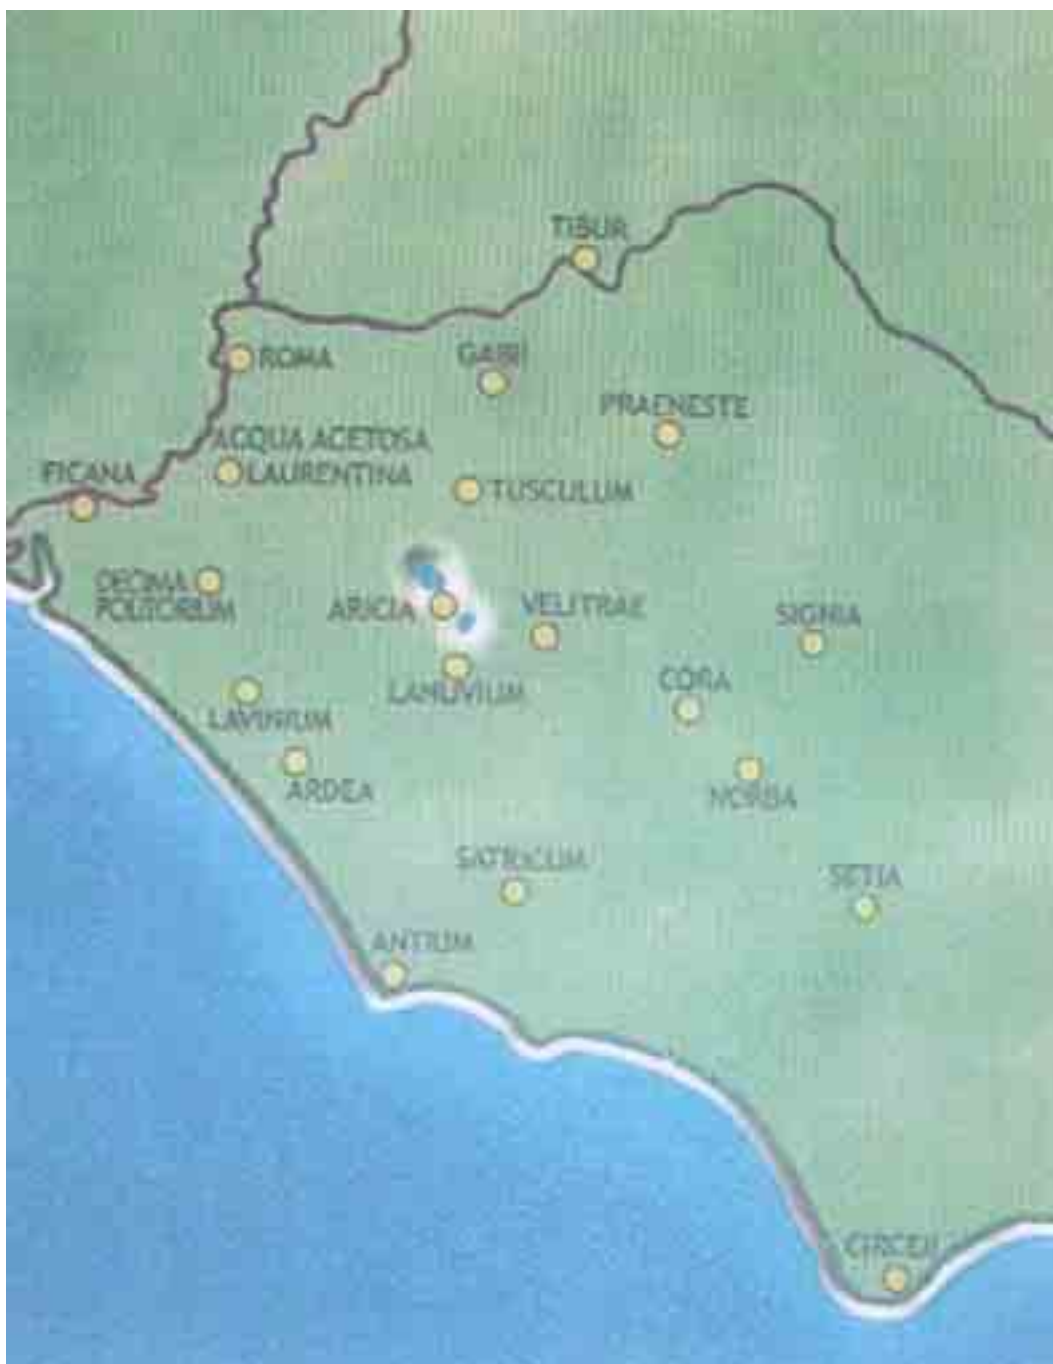 TIBUR
ROMA
GABII
PRAENESTE
ACQUA ACETOSA
LAURENTINA
FICANA
TUSCULUM
DECIMA
POLITORIUM
ARICIA
VELITRAE
SIGNIA
LANUVIUM
CORA
LAVINIUM
ARDEA
NORBA
SATRICUM
SETIA
ANTIUM
CIRCEII